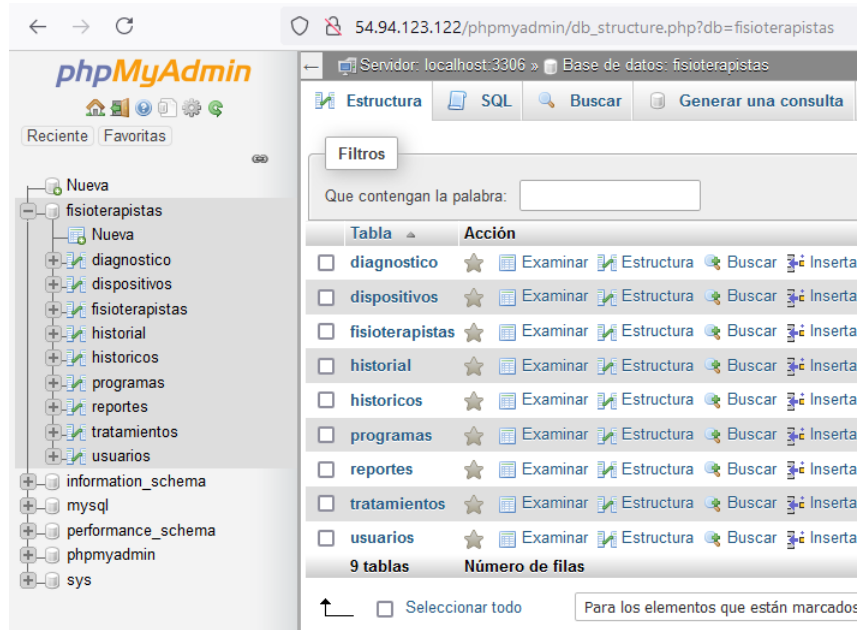 54.94.123.122/phpmyadmin/db_structure.php?db=fisioterapistas
phpMyAdmin
Reciente Favoritas
Nueva
fisioterapistas
Nueva
diagnostico
dispositivos
fisioterapistas
historial
historicos
programas
reportes
tratamientos
usuarios
information_schema
mysql
performance_schema
phpmyadmin
sys
Servidor: localhost:3306 » Base de datos: fisioterapistas
Estructura SQL Buscar Generar una consulta
Filtros
Que contengan la palabra:
Tabla Acción
diagnostico Examinar Estructura Buscar Inserta
dispositivos Examinar Estructura Buscar Inserta
fisioterapistas Examinar Estructura Buscar Inserta
historial Examinar Estructura Buscar Inserta
historicos Examinar Estructura Buscar Inserta
programas Examinar Estructura Buscar Inserta
reportes Examinar Estructura Buscar Inserta
tratamientos Examinar Estructura Buscar Inserta
usuarios Examinar Estructura Buscar Inserta
9 tablas Número de filas
Seleccionar todo Para los elementos que están marcados